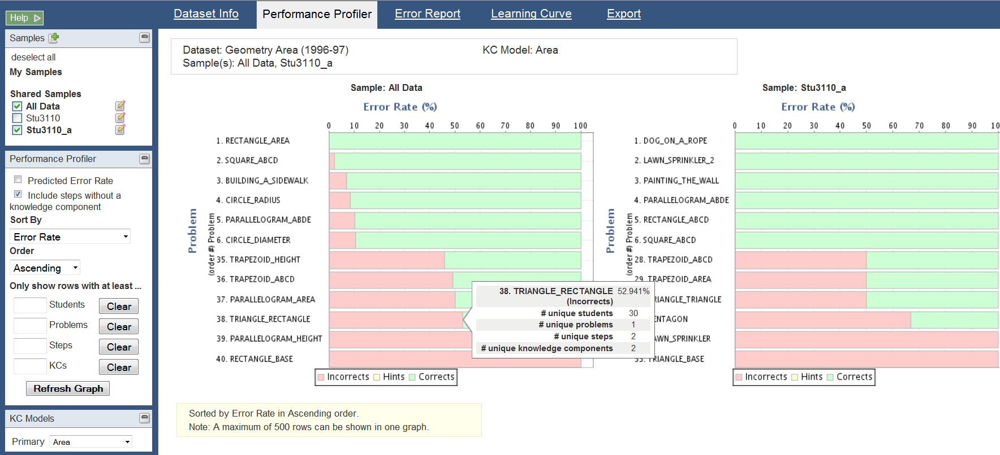 Help
Dataset Info
Performance Profiler
Error Report
Learning Curve
Export
Samples
deselect all
My Samples
Shared Samples
All Data
Stu3110
Stu3110_a
Performance Profiler
Predicted Error Rate
Include steps without a
knowledge component
Sort By
Error Rate
Order
Ascending
Only show rows with at least ...
Students Clear
Problems Clear
Steps Clear
KCs Clear
Refresh Graph
KC Models
Primary Area
Dataset: Geometry Area (1996-97) KC Model: Area
Sample(s): All Data, Stu3110_a
Sample: All Data
Error Rate (%)
0 10 20 30 40 50 60 70 80 90 100
Problem
(order #) Problem
1. RECTANGLE_AREA
2. SQUARE_ABCD
3. BUILDING_A_SIDEWALK
4. CIRCLE_RADIUS
5. PARALLELOGRAM_ABDE
6. CIRCLE_DIAMETER
35. TRAPEZOID_HEIGHT
36. TRAPEZOID_ABCD
37. PARALLELOGRAM_AREA
38. TRIANGLE_RECTANGLE
39. PARALLELOGRAM_HEIGHT
40. RECTANGLE_BASE
Incorrects Hints Corrects
38. TRIANGLE_RECTANGLE 52.941%
(Incorrects)
# unique students 30
# unique problems 1
# unique steps 2
# unique knowledge components 2
Sample: Stu3110_a
Error Rate (%)
0 10 20 30 40 50 60 70 80 90 10
Problem
(order #) Problem
1. DOG_ON_A_ROPE
2. LAWN_SPRINKLER_2
3. PAINTING_THE_WALL
4. PARALLELOGRAM_ABDE
5. RECTANGLE_ABCD
6. SQUARE_ABCD
28. TRAPEZOID_ABCD
29. TRAPEZOID_AREA
RIANGLE_TRIANGLE
ENTAGON
AWN_SPRINKLER
33. TRIANGLE_BASE
Incorrects Hints Corrects
Sorted by Error Rate in Ascending order.
Note: A maximum of 500 rows can be shown in one graph.